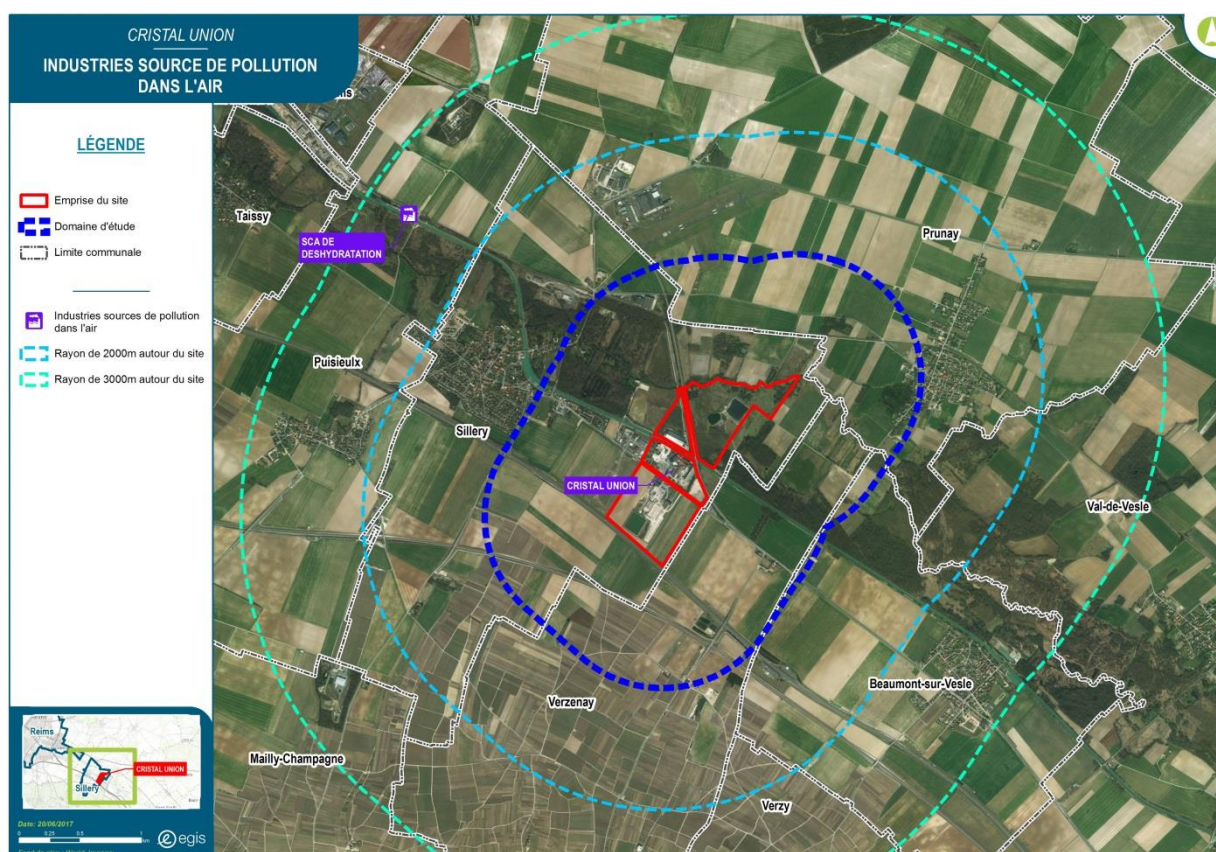 CRISTAL UNION
INDUSTRIES SOURCE DE POLLUTION
DANS L'AIR
LÉGENDE
Emprise du site
Domaine d'étude
Limite communale
Industries sources de pollution
dans l'air
Rayon de 2000m autour du site
Rayon de 3000m autour du site
Taissy
SCA DE
DESHYDRATATION
Prunay
Puisieulx
Sillery
CRISTAL UNION
Val-de-Vesle
Beaumont-sur-Vesle
Verzenay
Mailly-Champagne
Verzy
Reims
CRISTAL UNION
Sillery
Date: 20/06/2017
0 0.25 0.5 1
km
egis